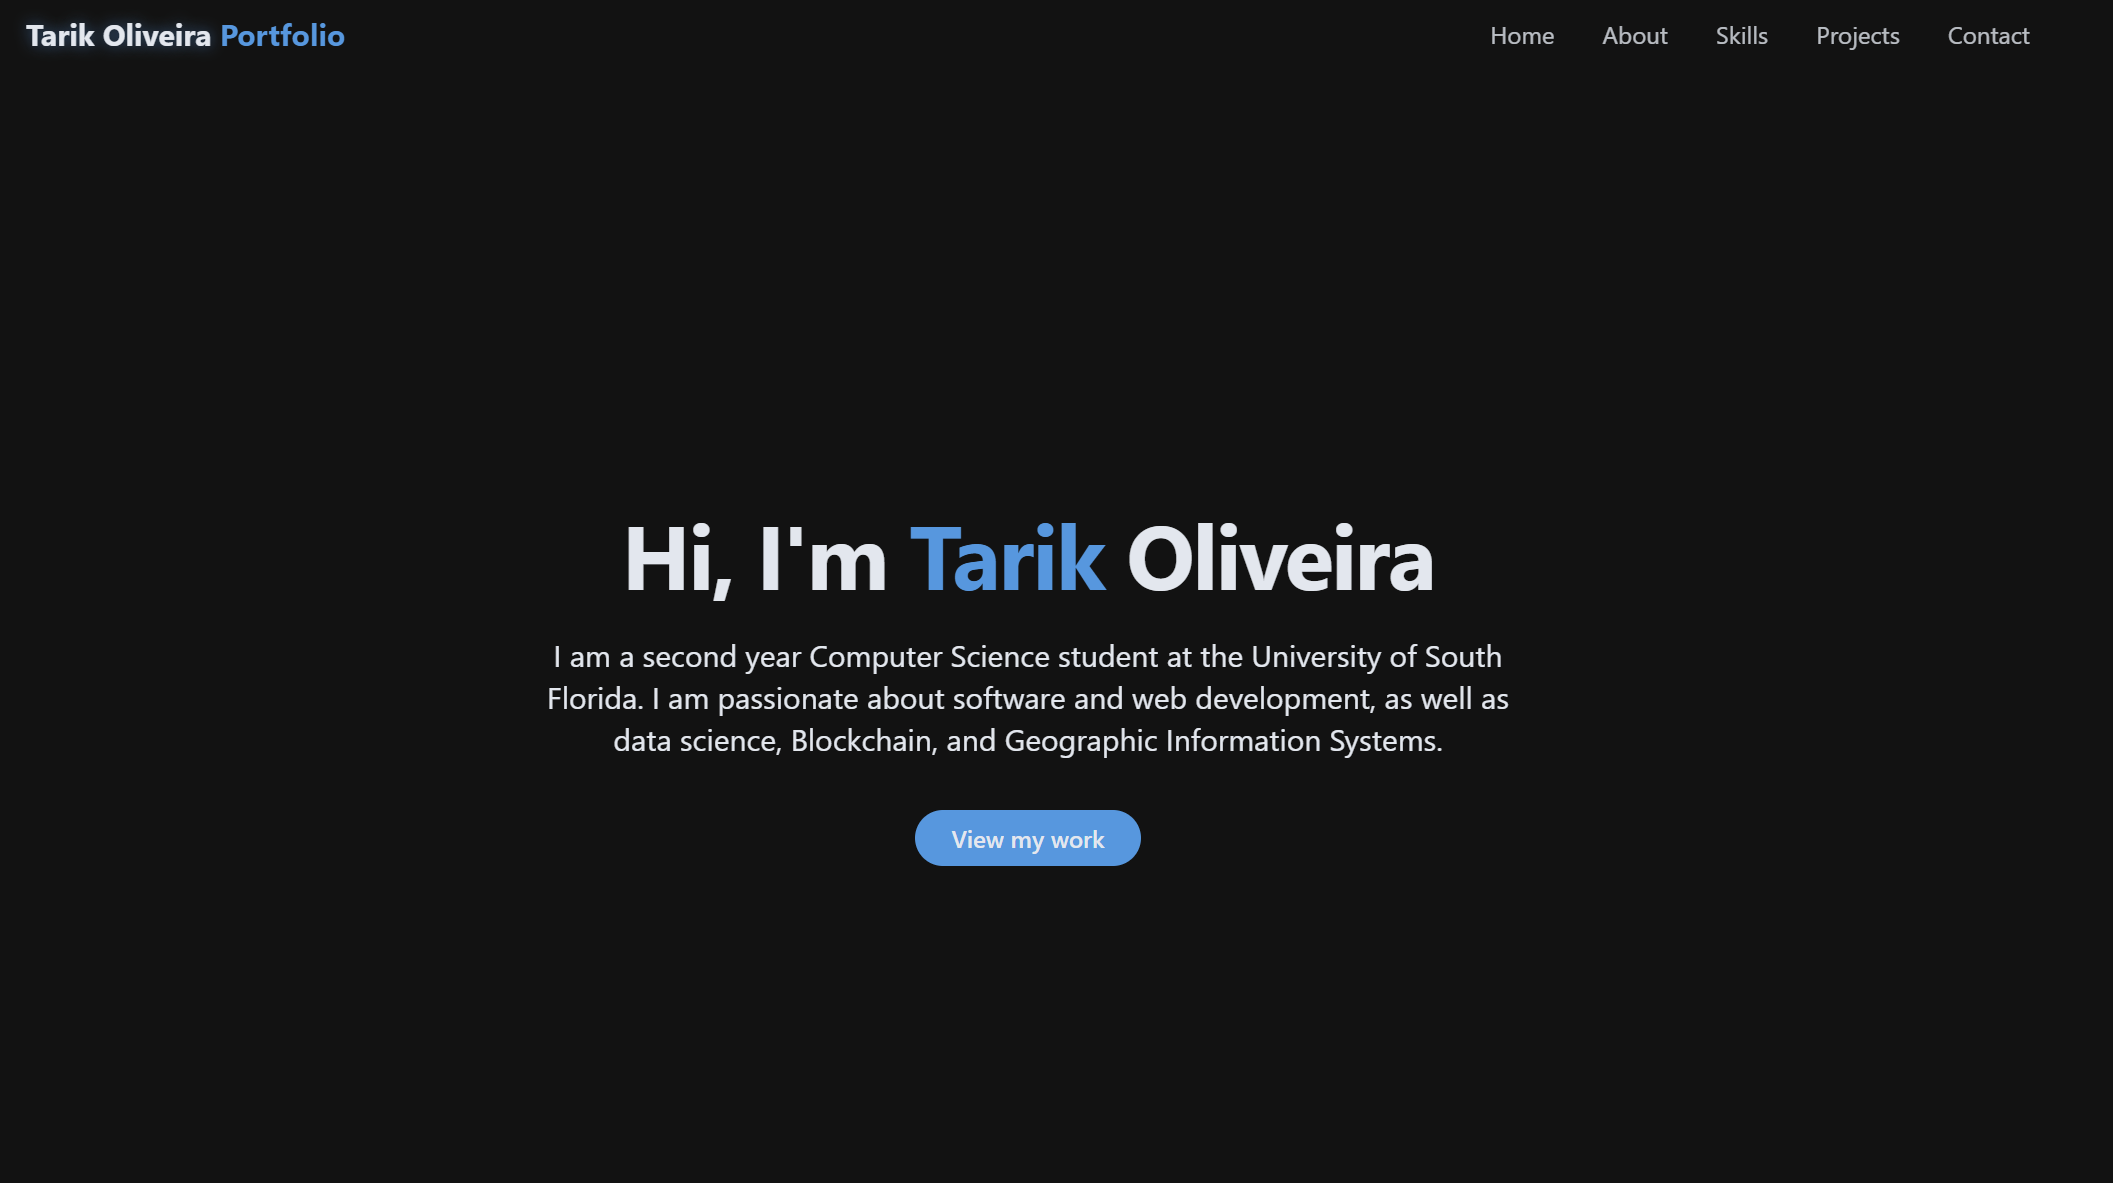 Tarik Oliveira Portfolio
Home About Skills Projects Contact
Hi, I'm Tarik Oliveira
I am a second year Computer Science student at the University of South
Florida. I am passionate about software and web development, as well as
data science, Blockchain, and Geographic Information Systems.
View my work